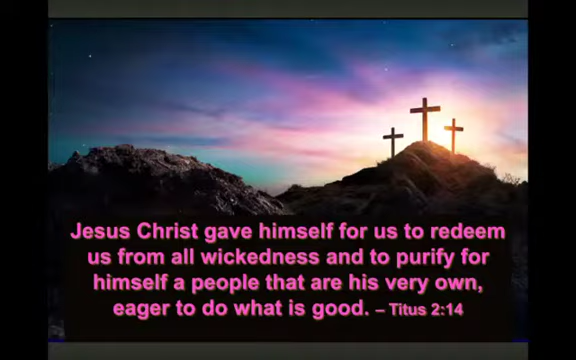 Jesus Christ gave himself for us to redeem
us from all wickedness and to purify for
himself a people that are his very own,
eager to do what is good. – Titus 2:14